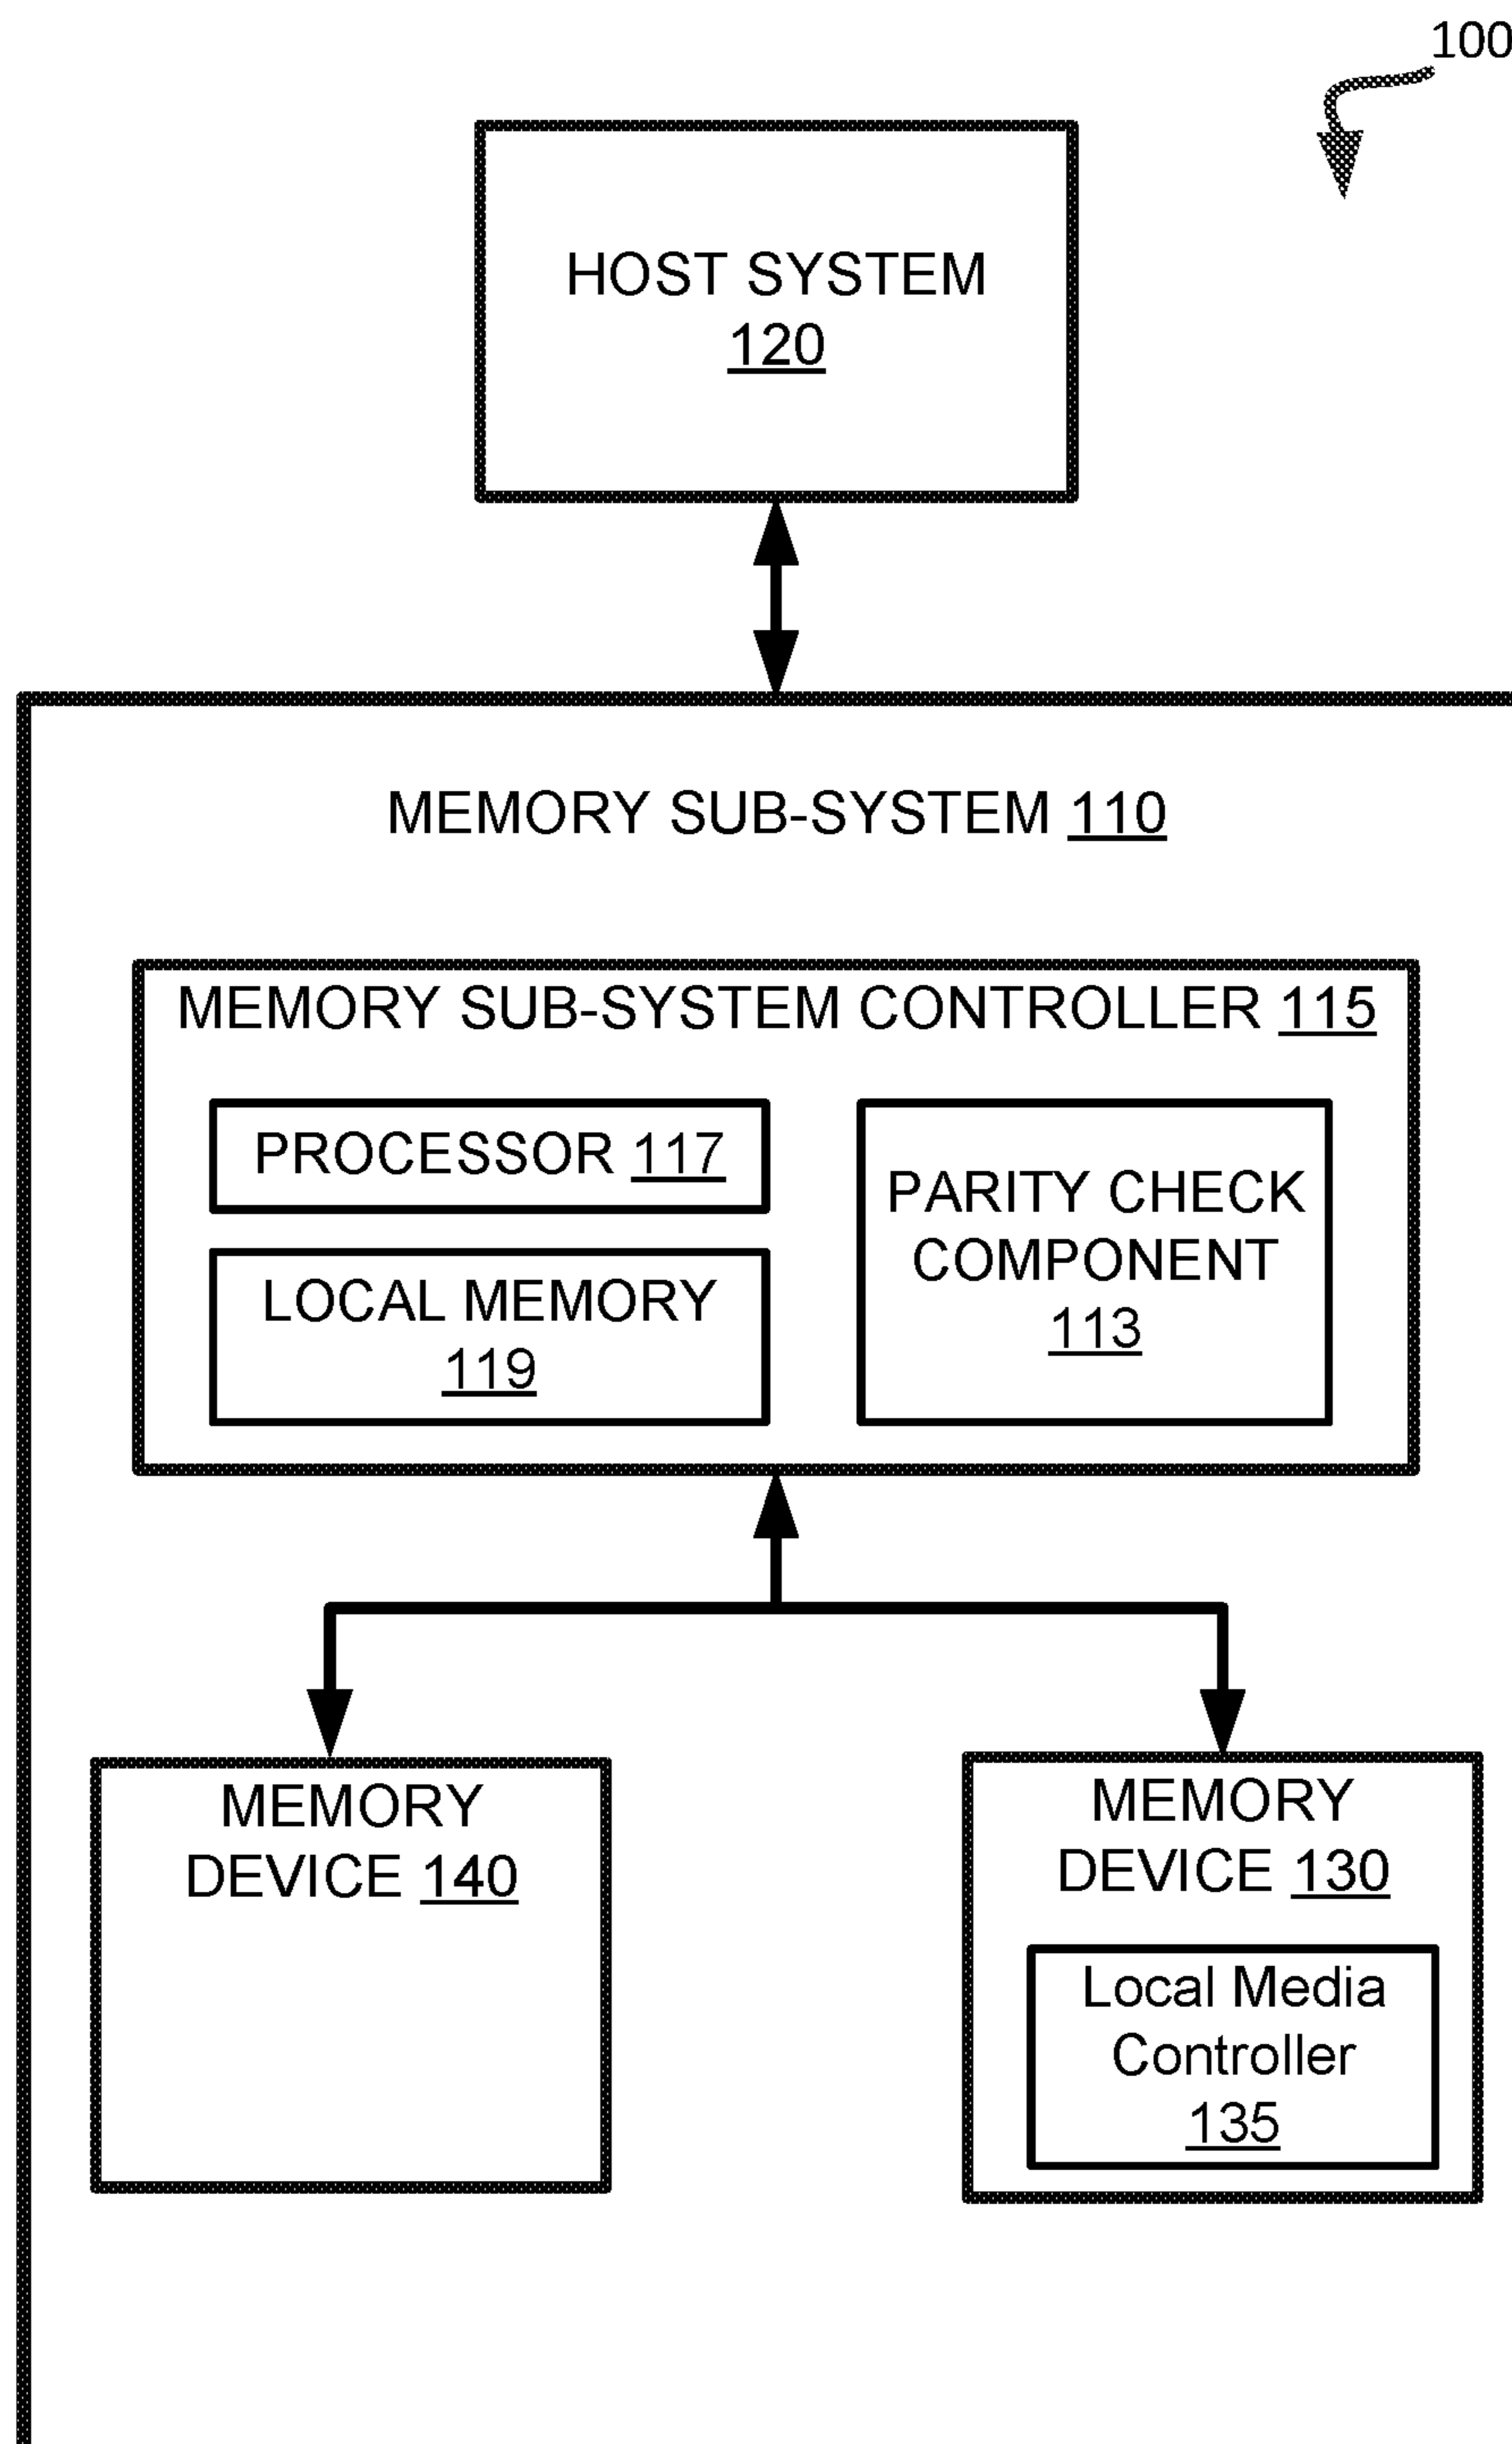 100
HOST SYSTEM
120
MEMORY SUB-SYSTEM 110
MEMORY SUB-SYSTEM CONTROLLER 115
PROCESSOR 117
LOCAL MEMORY
119
PARITY CHECK
COMPONENT
113
MEMORY
DEVICE 140
MEMORY
DEVICE 130
Local Media
Controller
135